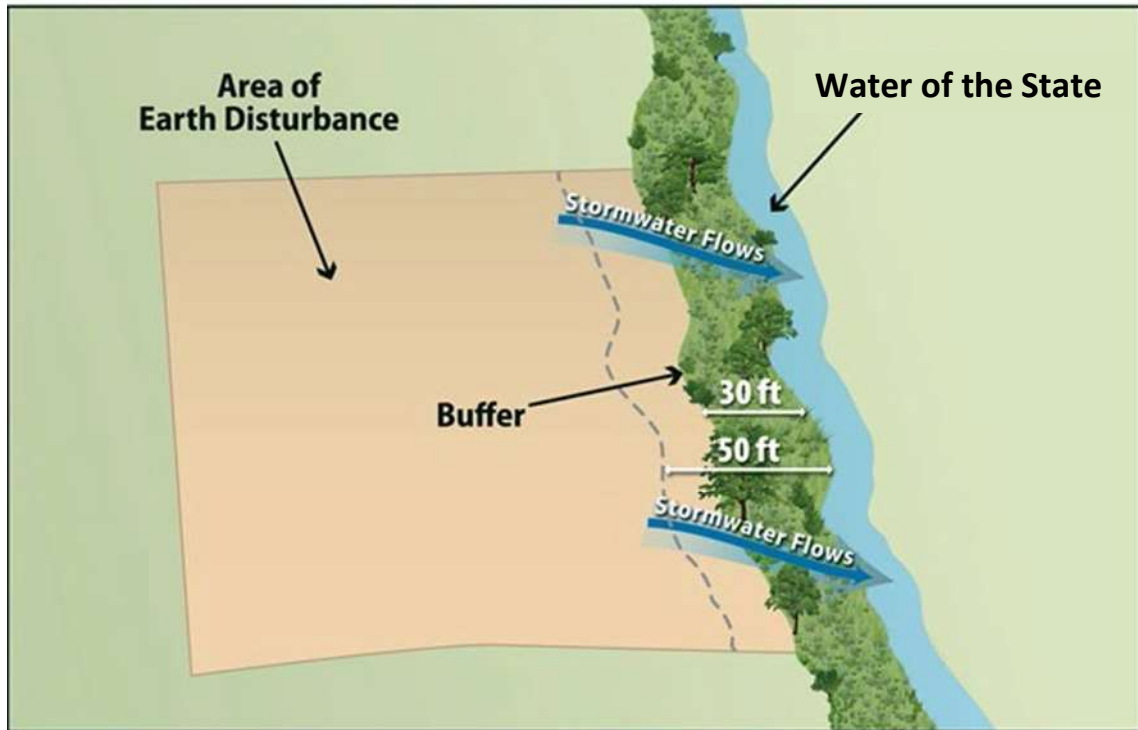 Area of
Earth Disturbance
Water of the State
Stormwater Flows
Buffer
30 ft
50 ft
Stormwater Flows